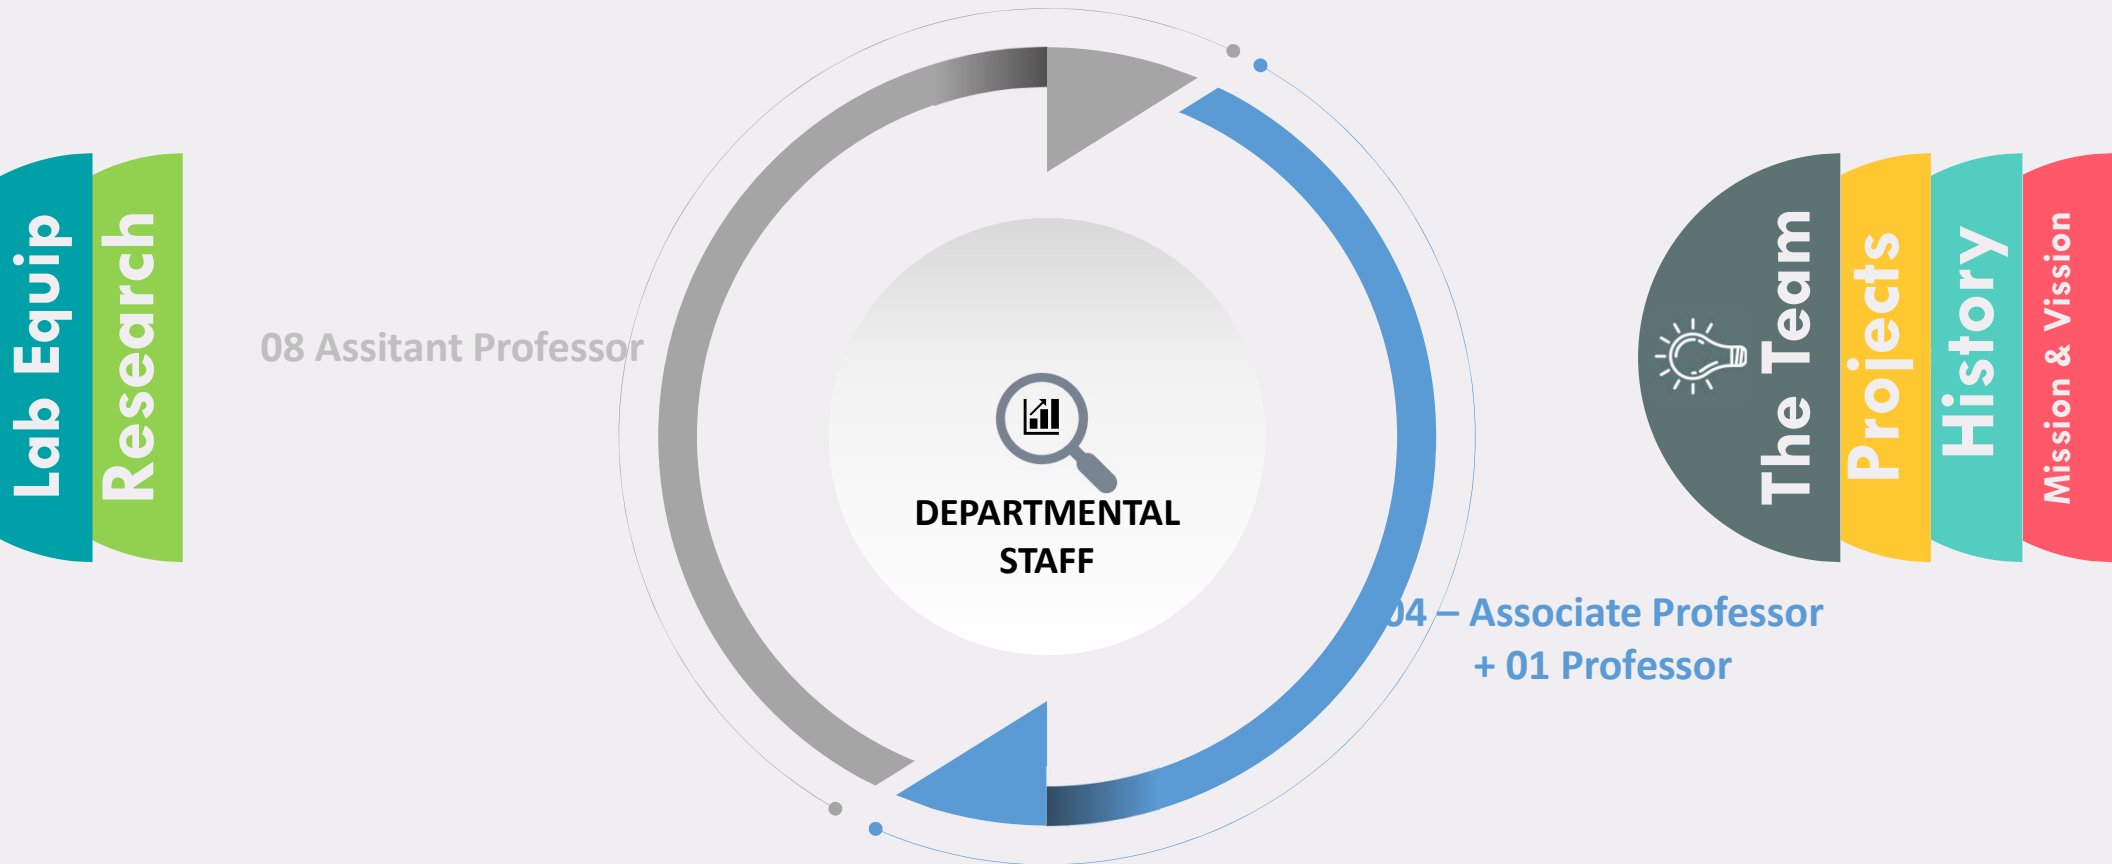 Lab Equip
Research
08 Assitant Professor
DEPARTMENTAL
STAFF
04 – Associate Professor
+ 01 Professor
The Team
Projects
History
Mission & Vission